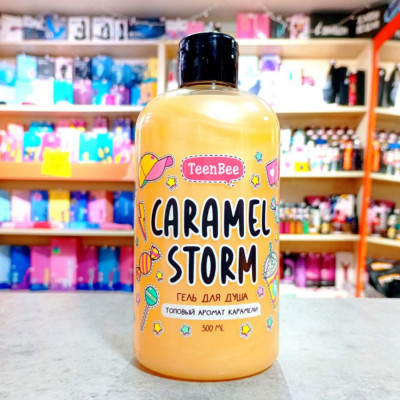 TeenBee
CARAMEL
STORM
ГЕЛЬ ДЛЯ ДУША
ТОПОВЫЙ АРОМАТ КАРАМЕЛИ
300 ML